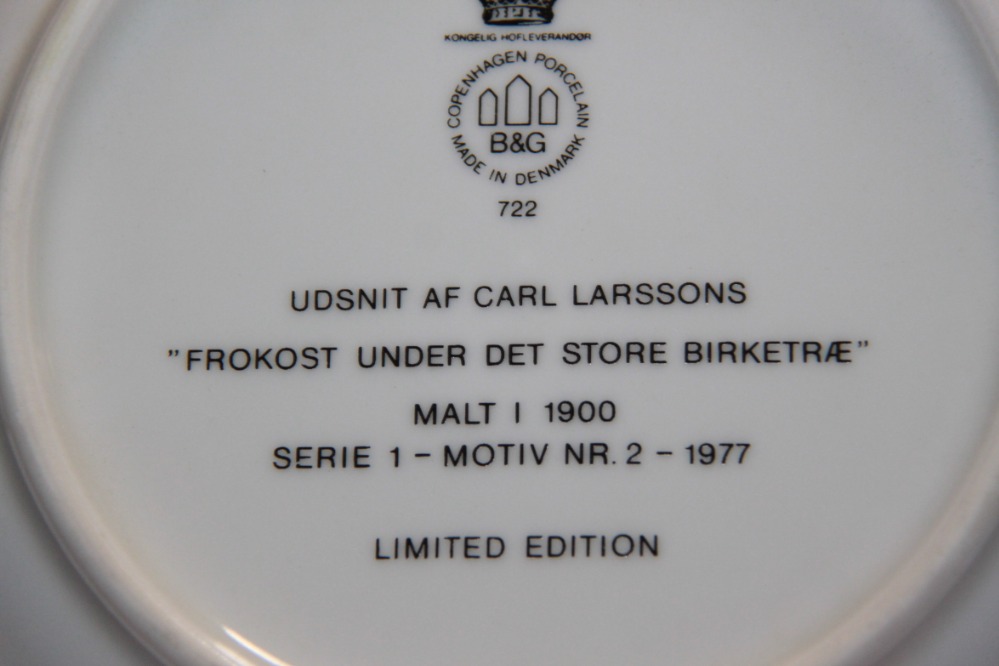 KONGELIG HOFLEVERANDØR
COPENHAGEN PORCELAIN
B&G
MADE IN DENMARK
722
UDSNIT AF CARL LARSSONS
"FROKOST UNDER DET STORE BIRKETRÆ"
MALT I 1900
SERIE 1 – MOTIV NR. 2 – 1977
LIMITED EDITION